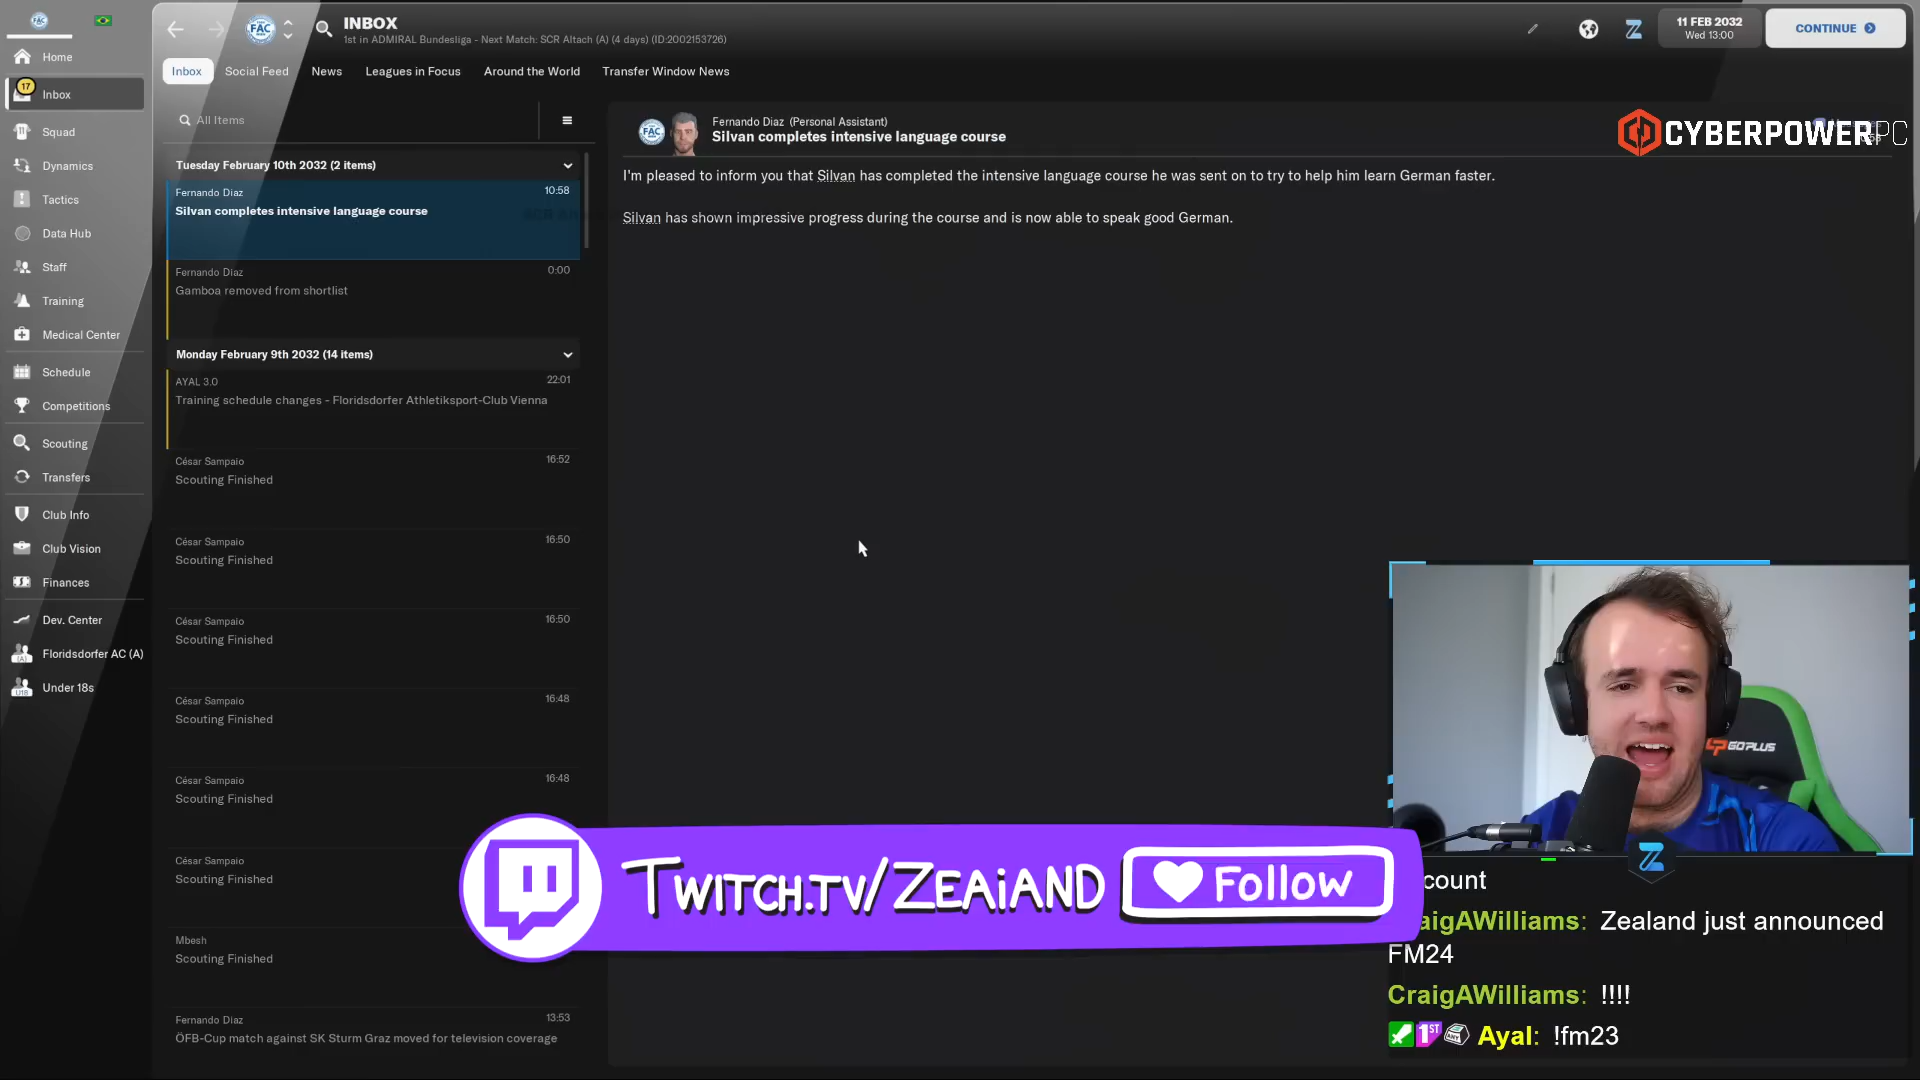 INBOX
1st in ADMIRAL Bundesliga - Next Match: SCR Altach (A) (4 days) (ID:2002153726)
11 FEB 2032
Wed 13:00
CONTINUE
FAC
Home
17
Inbox
Squad
Dynamics
Tactics
Data Hub
Staff
Training
Medical Center
Schedule
Competitions
Scouting
Transfers
Club Info
Club Vision
Finances
Dev. Center
Floridsdorfer AC (A)
Under 18s
Inbox
Social Feed
News
Leagues in Focus
Around the World
Transfer Window News
All Items
Tuesday February 10th 2032 (2 items)
Fernando Diaz 10:58
Silvan completes intensive language course
Fernando Diaz 0:00
Gamboa removed from shortlist
Monday February 9th 2032 (14 items)
AYAL 3.0 22:01
Training schedule changes - Floridsdorfer Athletiksport-Club Vienna
César Sampaio 16:52
Scouting Finished
César Sampaio 16:50
Scouting Finished
César Sampaio 16:50
Scouting Finished
César Sampaio 16:48
Scouting Finished
César Sampaio 16:48
Scouting Finished
César Sampaio
Scouting Finished
Mbesh
Scouting Finished
Fernando Diaz 13:53
ÖFB-Cup match against SK Sturm Graz moved for television coverage
FAC
Fernando Diaz (Personal Assistant)
Silvan completes intensive language course
I'm pleased to inform you that Silvan has completed the intensive language course he was sent on to try to help him learn German faster.
Silvan has shown impressive progress during the course and is now able to speak good German.
CYBERPOWERPC
GOPLUS
Twitch.tv/Zealand
Follow
count
aigAWilliams: Zealand just announced
FM24
CraigAWilliams: !!!!
1ST Ayal: !fm23